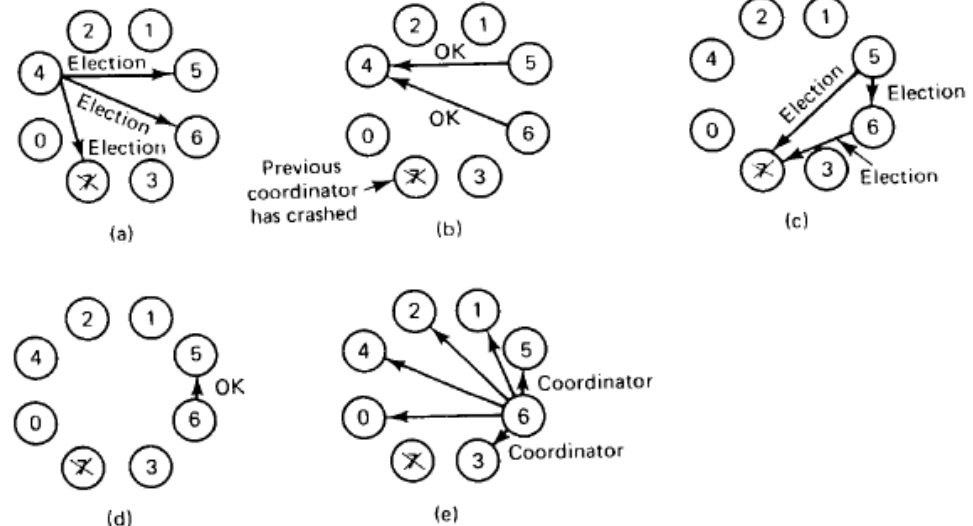 2
1
4
Election
5
Election
6
0
Election
7
3
(a)
2
1
OK
4
5
OK
0
6
Previous
coordinator
has crashed
7
3
(b)
2
1
4
5
Election
Election
0
6
7
3
Election
(c)
2
1
4
5
OK
0
6
7
3
(d)
2
1
4
5
Coordinator
0
6
7
3
Coordinator
(e)